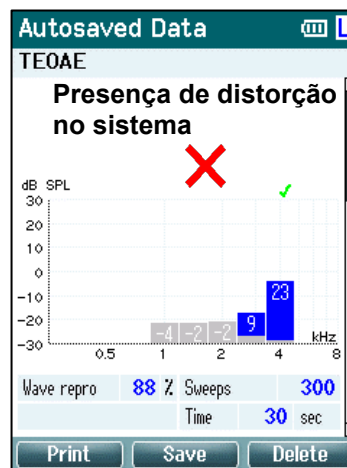 Autosaved Data L
TEOAE
Presença de distorção
no sistema
dB SPL
30
20
10
0
-10
-20
-30
-4 -2 -2 9 23
kHz
0.5 1 2 4 8
Wave repro 88 % Sweeps 300
Time 30 sec
Print Save Delete